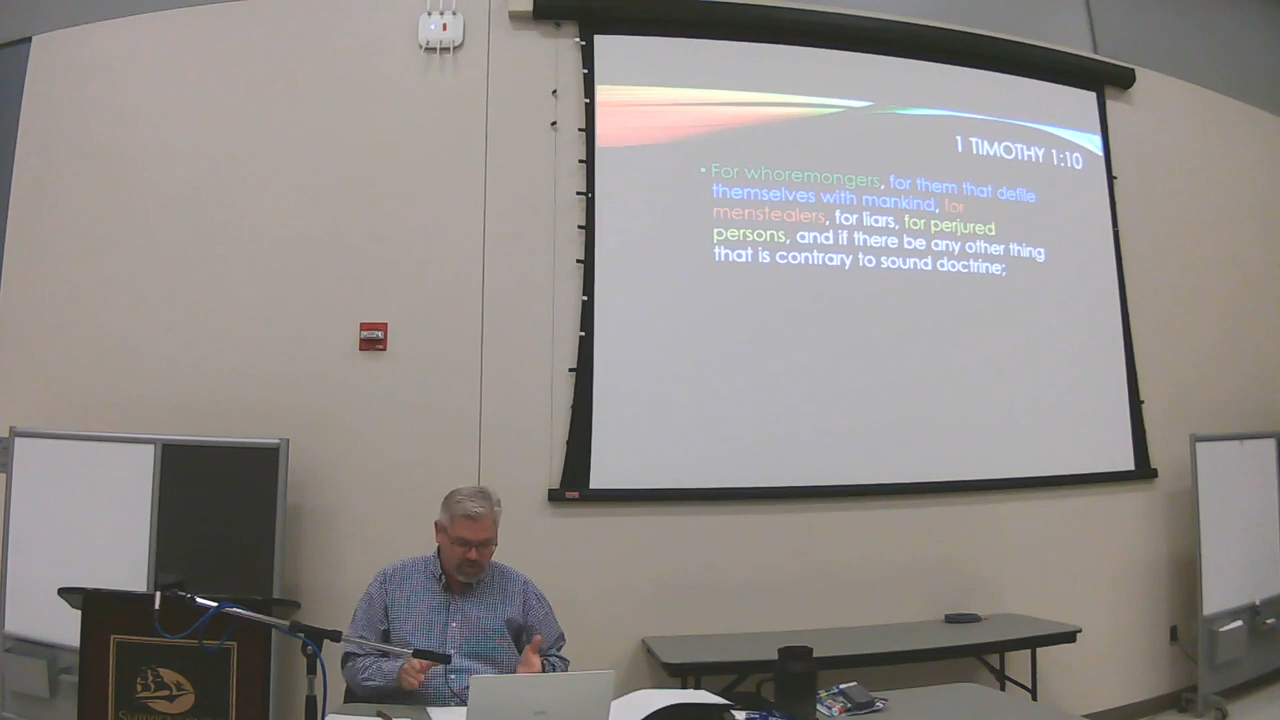 1 TIMOTHY 1:10
• For whoremongers, for them that defile
themselves with mankind, for
menstealers, for liars, for perjured
persons, and if there be any other thing
that is contrary to sound doctrine;